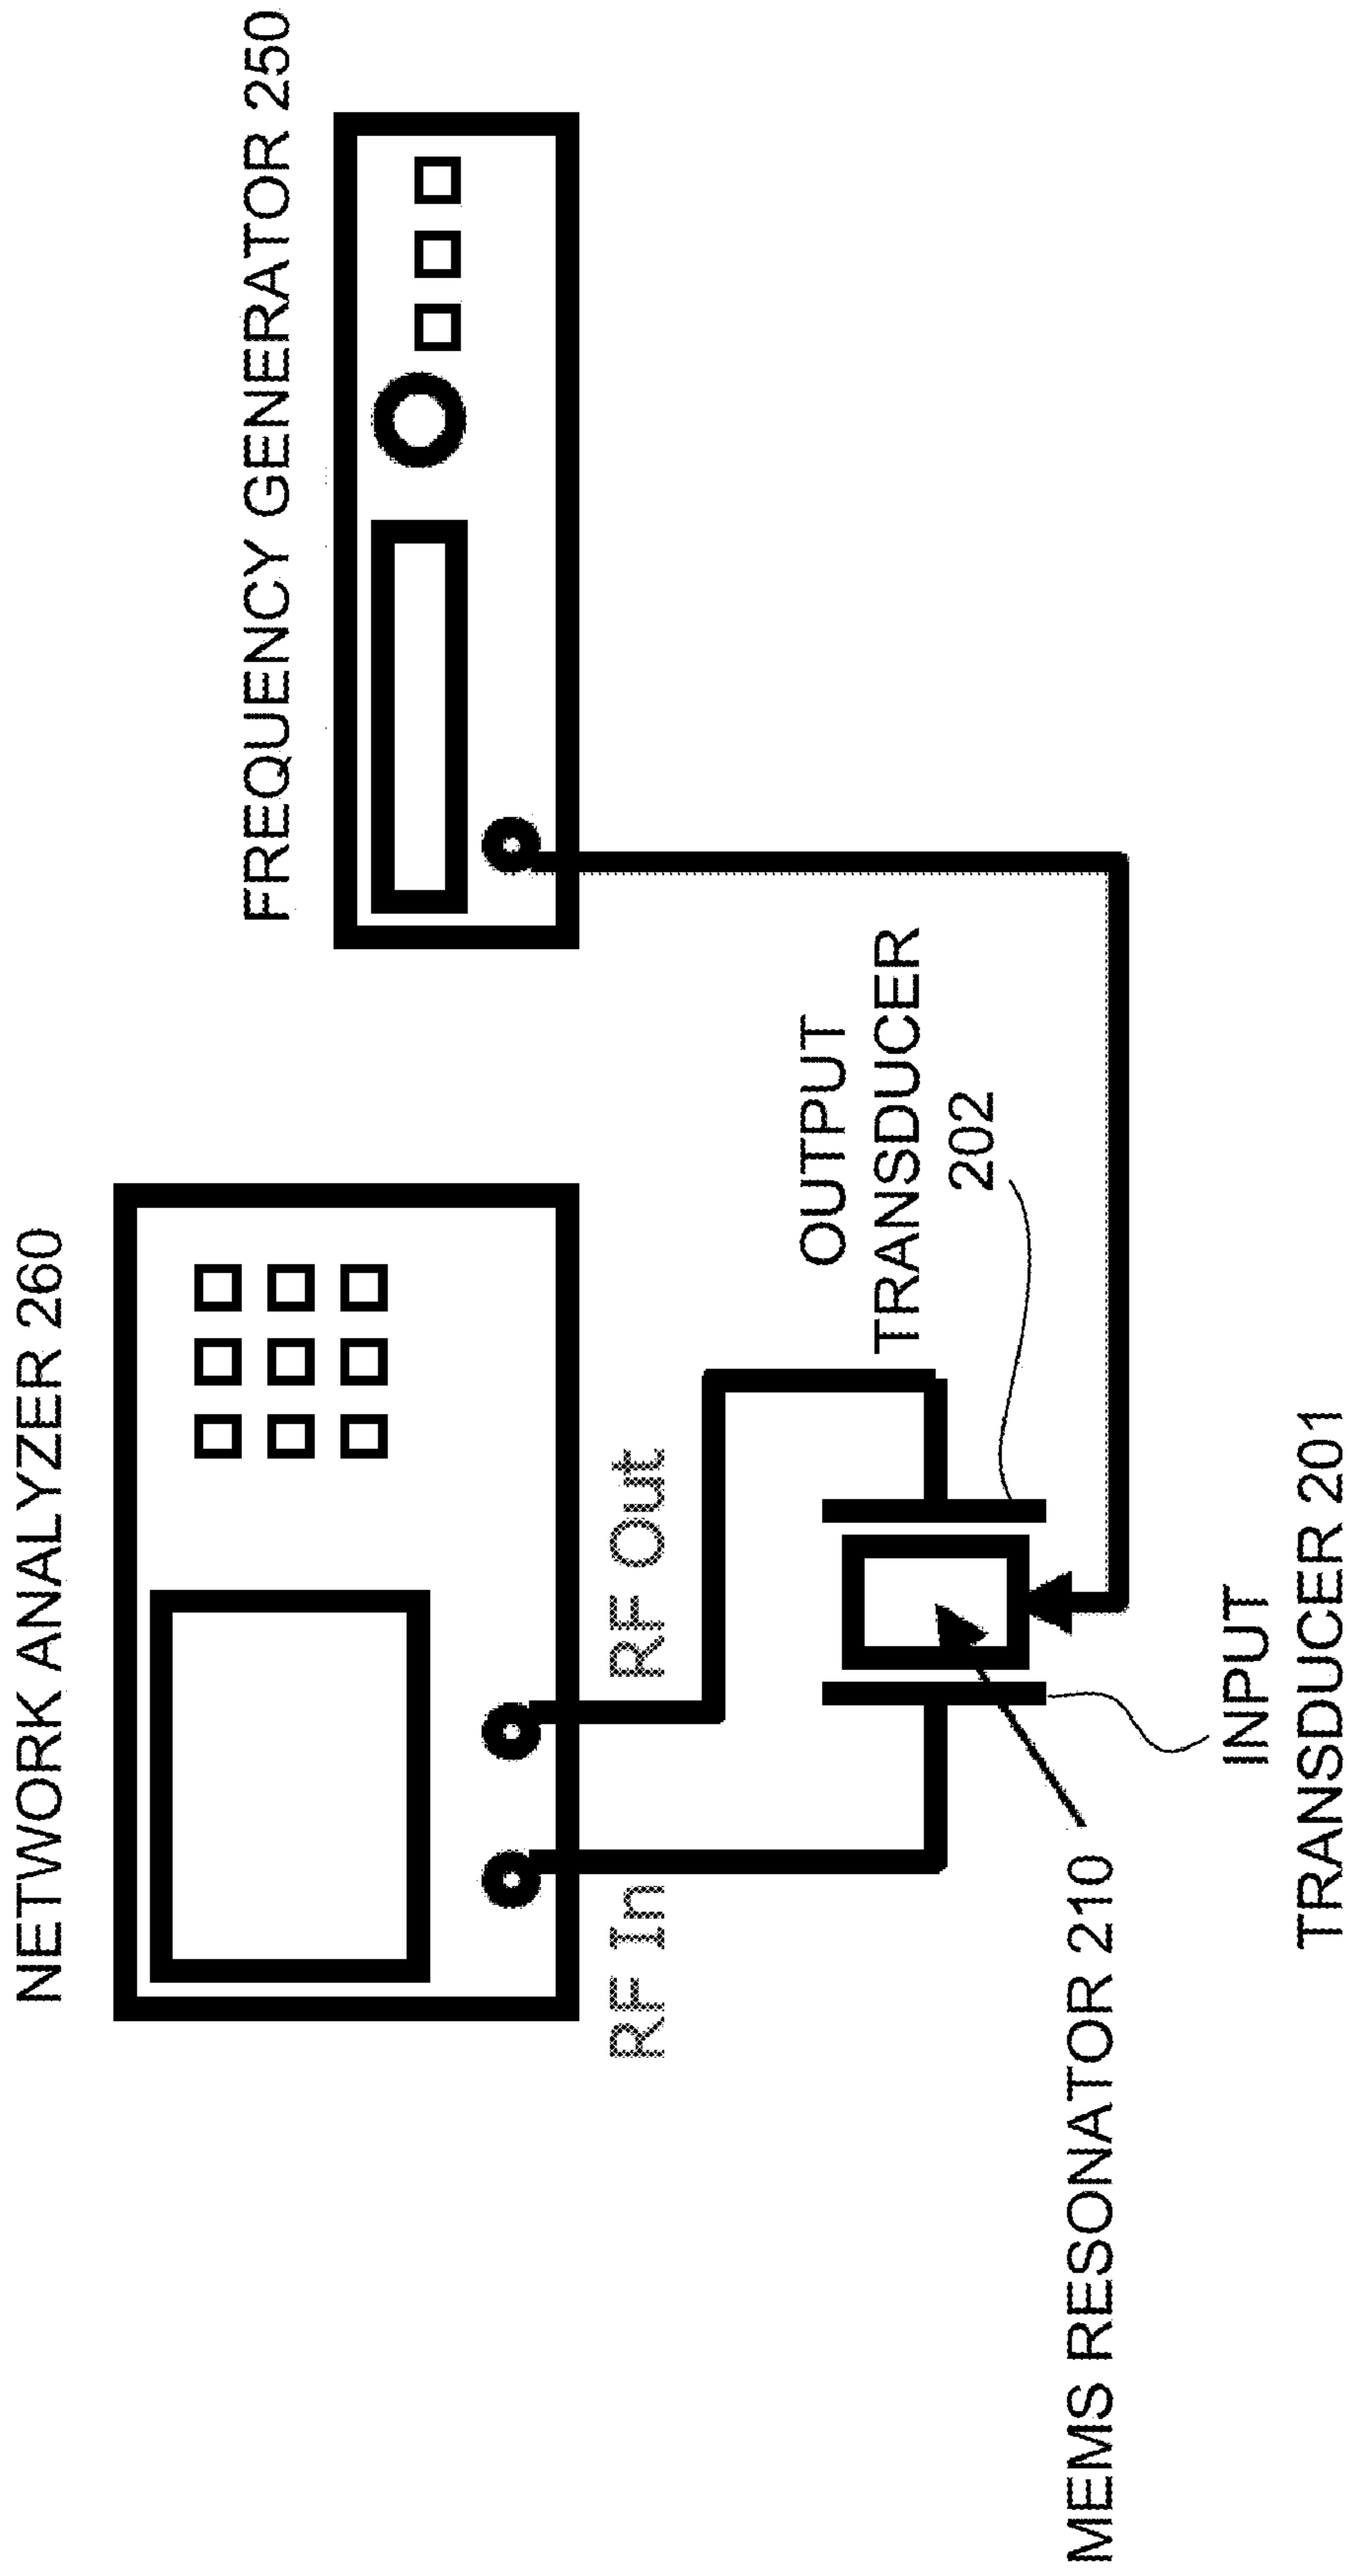 NETWORK ANALYZER 260
FREQUENCY GENERATOR 250
RF In
RF Out
OUTPUT
TRANSDUCER
202
MEMS RESONATOR 210
INPUT
TRANSDUCER 201